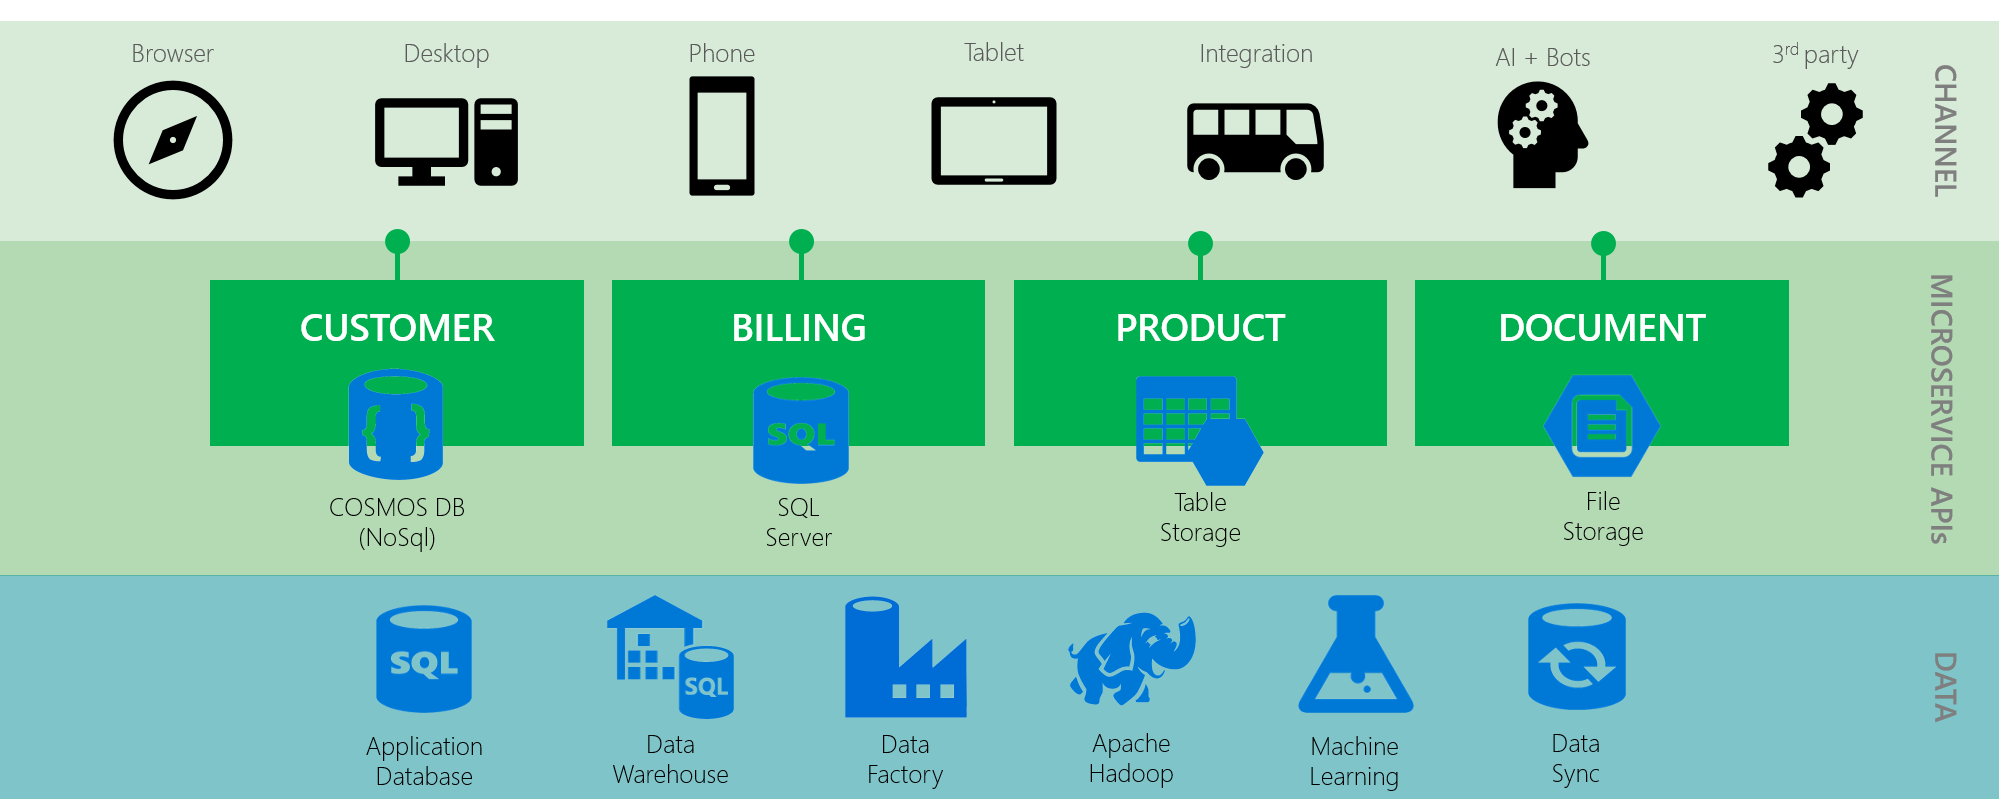 Browser
Desktop
Phone
Tablet
Integration
AI + Bots
3rd party
CHANNEL
CUSTOMER
BILLING
PRODUCT
DOCUMENT
SQL
COSMOS DB
(NoSql)
SQL
Server
Table
Storage
File
Storage
MICROSERVICE APIs
SQL
SQL
Application
Database
Data
Warehouse
Data
Factory
Apache
Hadoop
Machine
Learning
Data
Sync
DATA